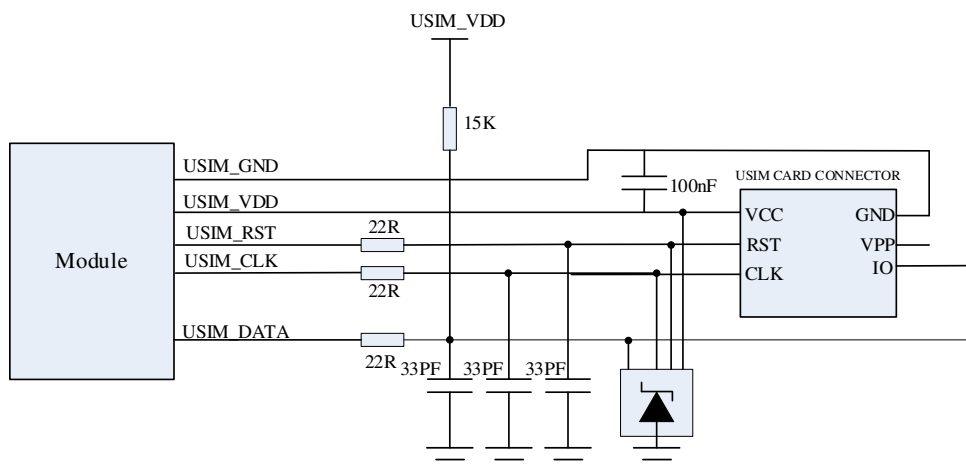 USIM_VDD
15K
USIM_GND
USIM CARD CONNECTOR
100nF
USIM_VDD
VCC
GND
USIM_RST
22R
RST
VPP
Module
USIM_CLK
CLK
IO
22R
USIM_DATA
22R
33PF
33PF
33PF